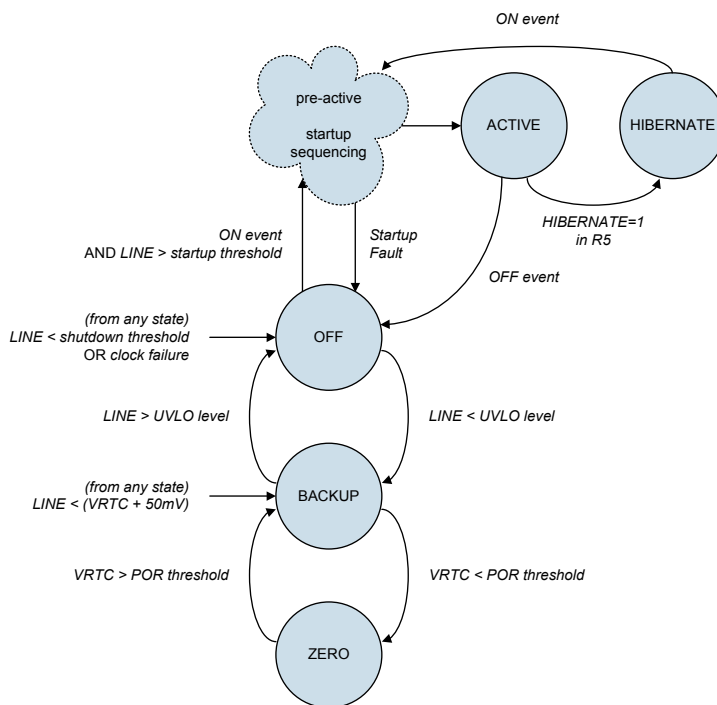 ON event
pre-active
startup
sequencing
ACTIVE
HIBERNATE
HIBERNATE=1
in R5
ON event
AND LINE > startup threshold
Startup
Fault
OFF event
(from any state)
LINE < shutdown threshold
OR clock failure
OFF
LINE > UVLO level
LINE < UVLO level
(from any state)
LINE < (VRTC + 50mV)
BACKUP
VRTC > POR threshold
VRTC < POR threshold
ZERO